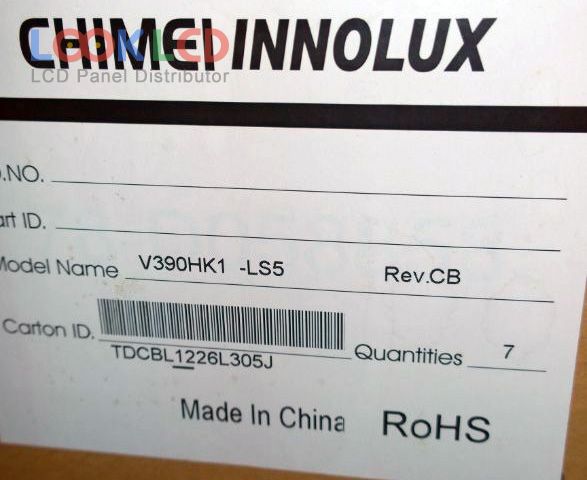 CHIMEI INNOLUX
LOOKLED
LCD Panel Distributor
.NO.
art ID.
Model Name V390HK1 -LS5 Rev.CB
Carton ID.
TDCBL1226L305J
Quantities 7
Made In China RoHS